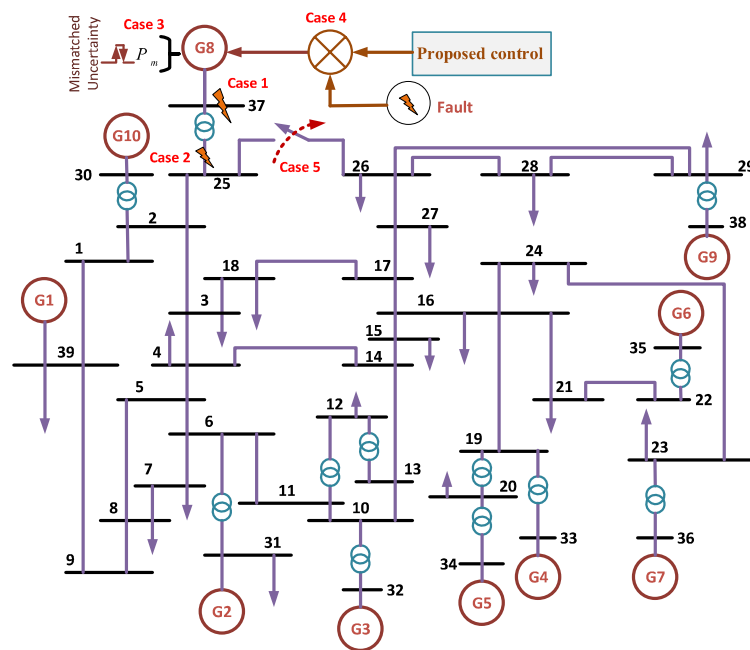 Case 4
Case 3
Mismatched
Uncertainty
P m
G8
Proposed control
Case 1
Fault
37
G10
Case 2
Case 5
30
25
26
28
29
2
27
38
1
24
G9
18
17
G1
3
16
G6
15
35
39
4
14
5
21
22
12
6
19
23
7
13
20
8
11
10
9
31
33
36
34
32
G2
G3
G5
G4
G7